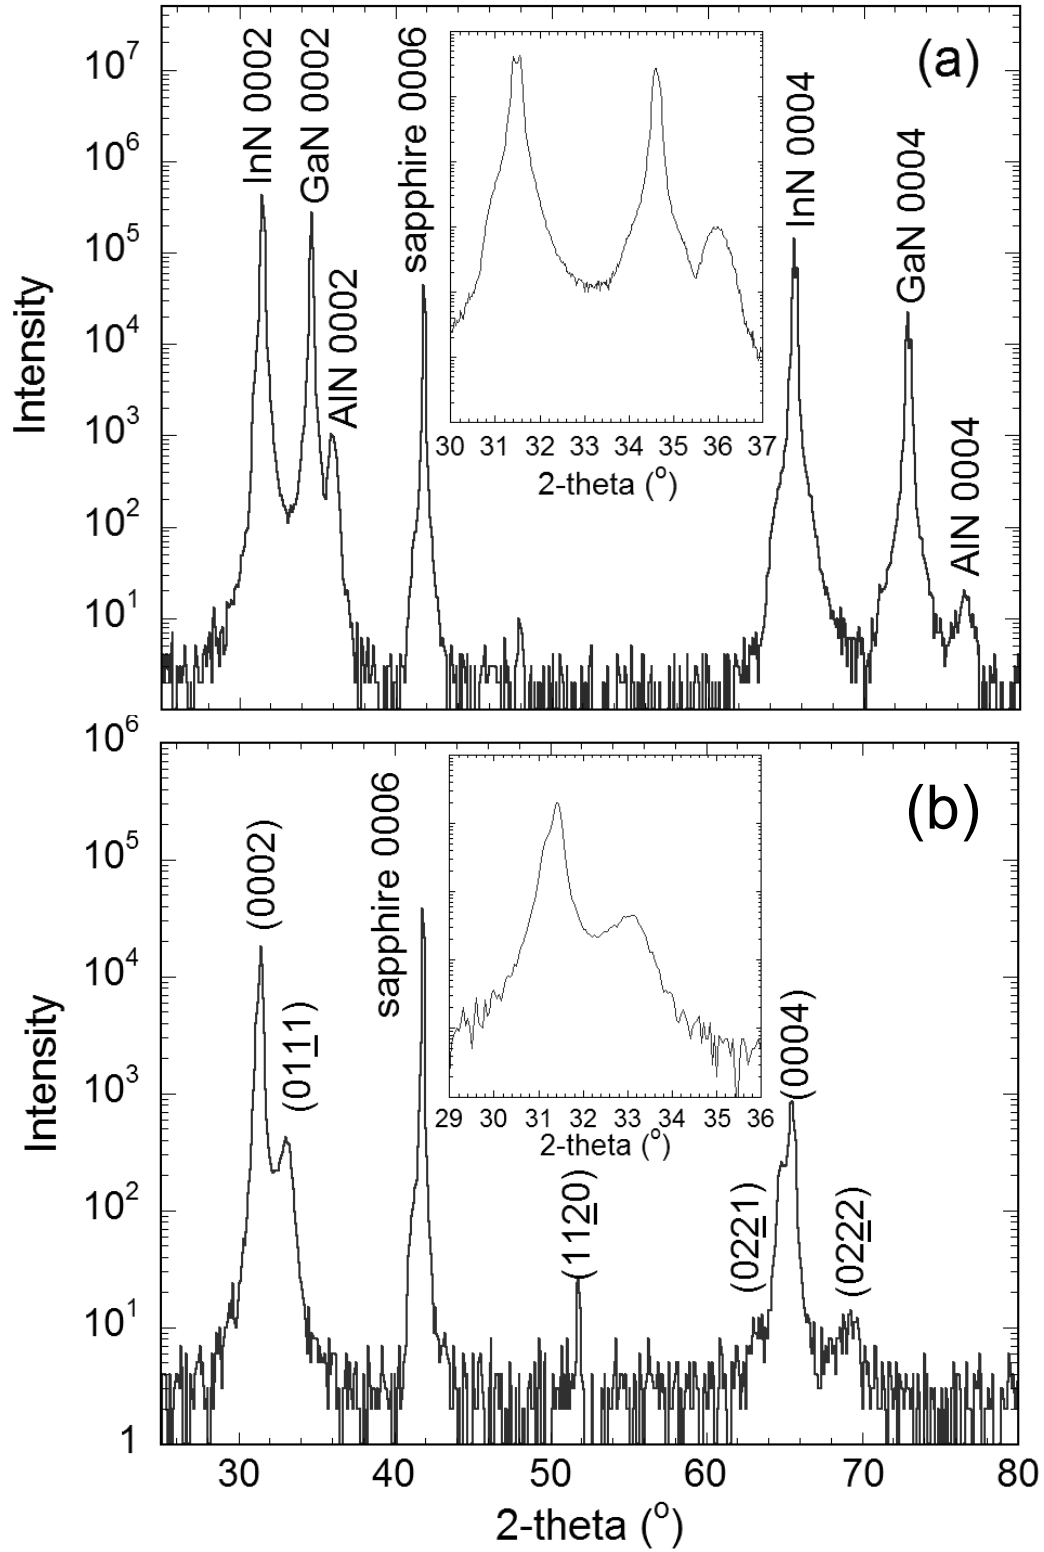 (a)
InN 0002
GaN 0002
AlN 0002
sapphire 0006
InN 0004
GaN 0004
AlN 0004
10⁷
10⁶
10⁵
10⁴
10³
10²
10¹
Intensity
30 31 32 33 34 35 36 37
2-theta (°)
(b)
(0002)
(011̲1)
sapphire 0006
(112̲0)
(022̲1)
(0004)
(022̲2̲)
10⁶
10⁵
10⁴
10³
10²
10¹
1
Intensity
29 30 31 32 33 34 35 36
2-theta (°)
30 40 50 60 70 80
2-theta (°)